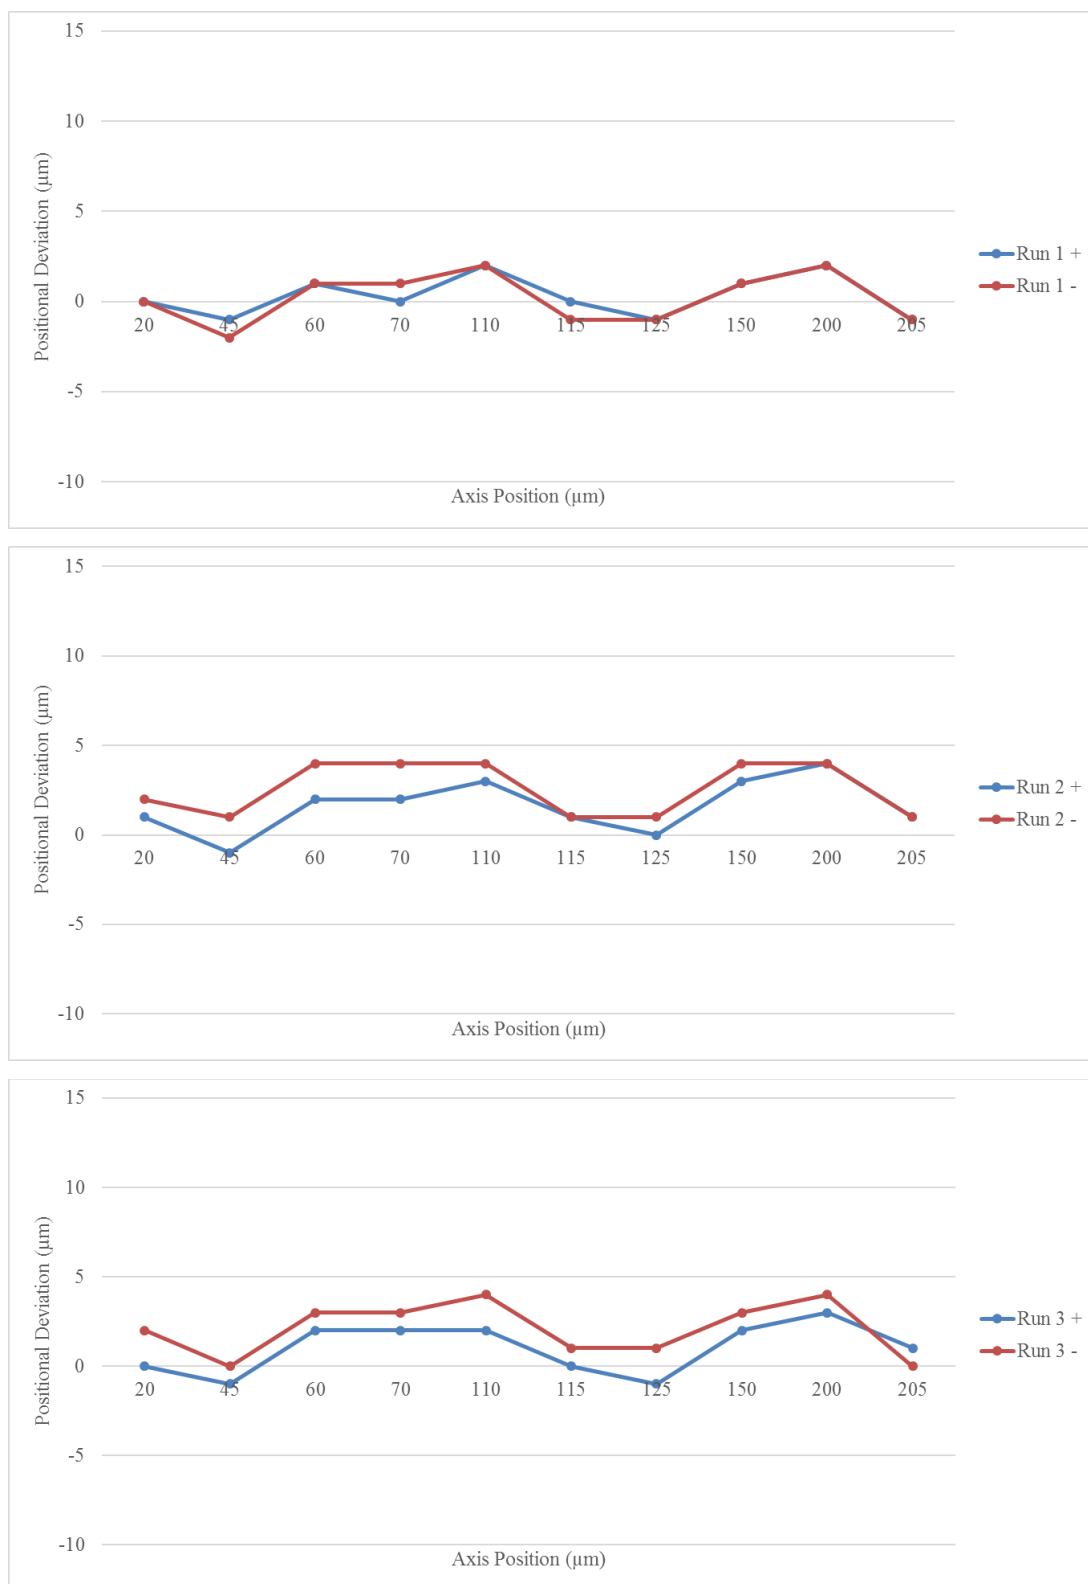 15
10
5
0
-5
-10
Positional Deviation (µm)
20 45 60 70 110 115 125 150 200 205
Axis Position (µm)
Run 1 +
Run 1 -
15
10
5
0
-5
-10
Positional Deviation (µm)
20 45 60 70 110 115 125 150 200 205
Axis Position (µm)
Run 2 +
Run 2 -
15
10
5
0
-5
-10
Positional Deviation (µm)
20 45 60 70 110 115 125 150 200 205
Axis Position (µm)
Run 3 +
Run 3 -